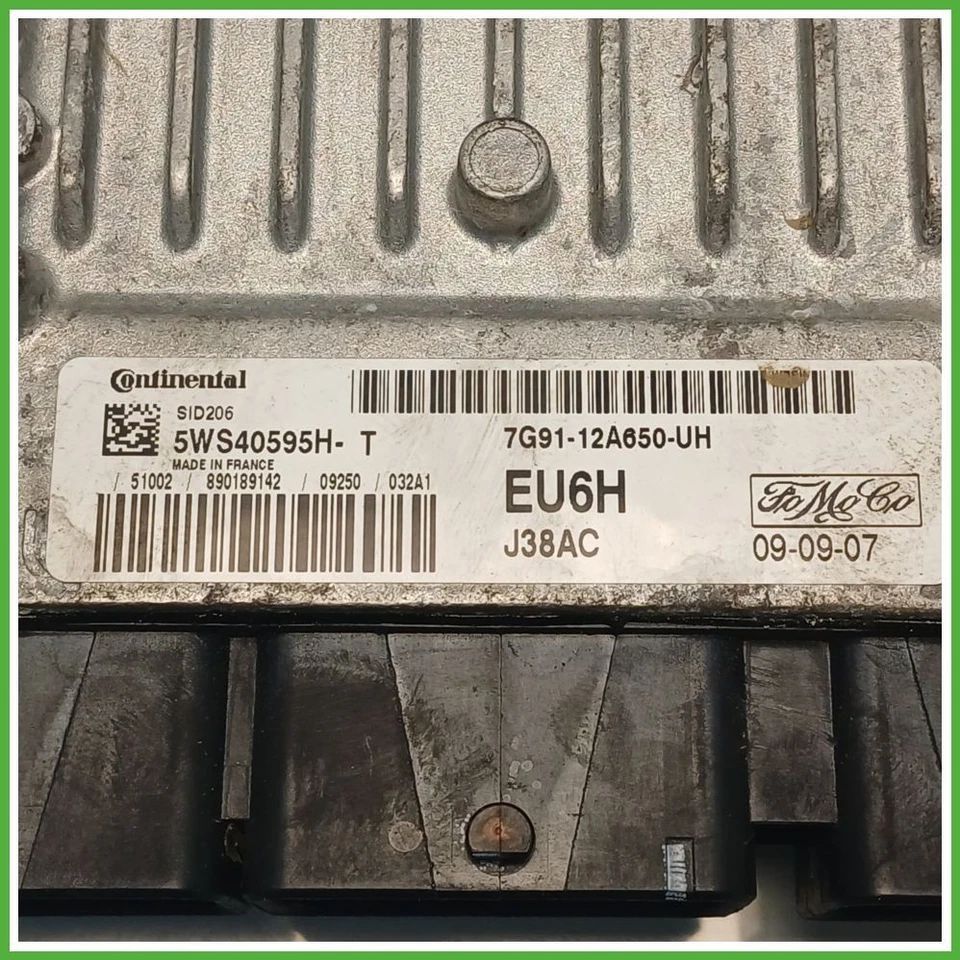 Continental
SID206
5WS40595H- T
MADE IN FRANCE
/ 51002 / 890189142 / 09250 / 032A1
7G91-12A650-UH
EU6H
J38AC
FoMoCo
09-09-07